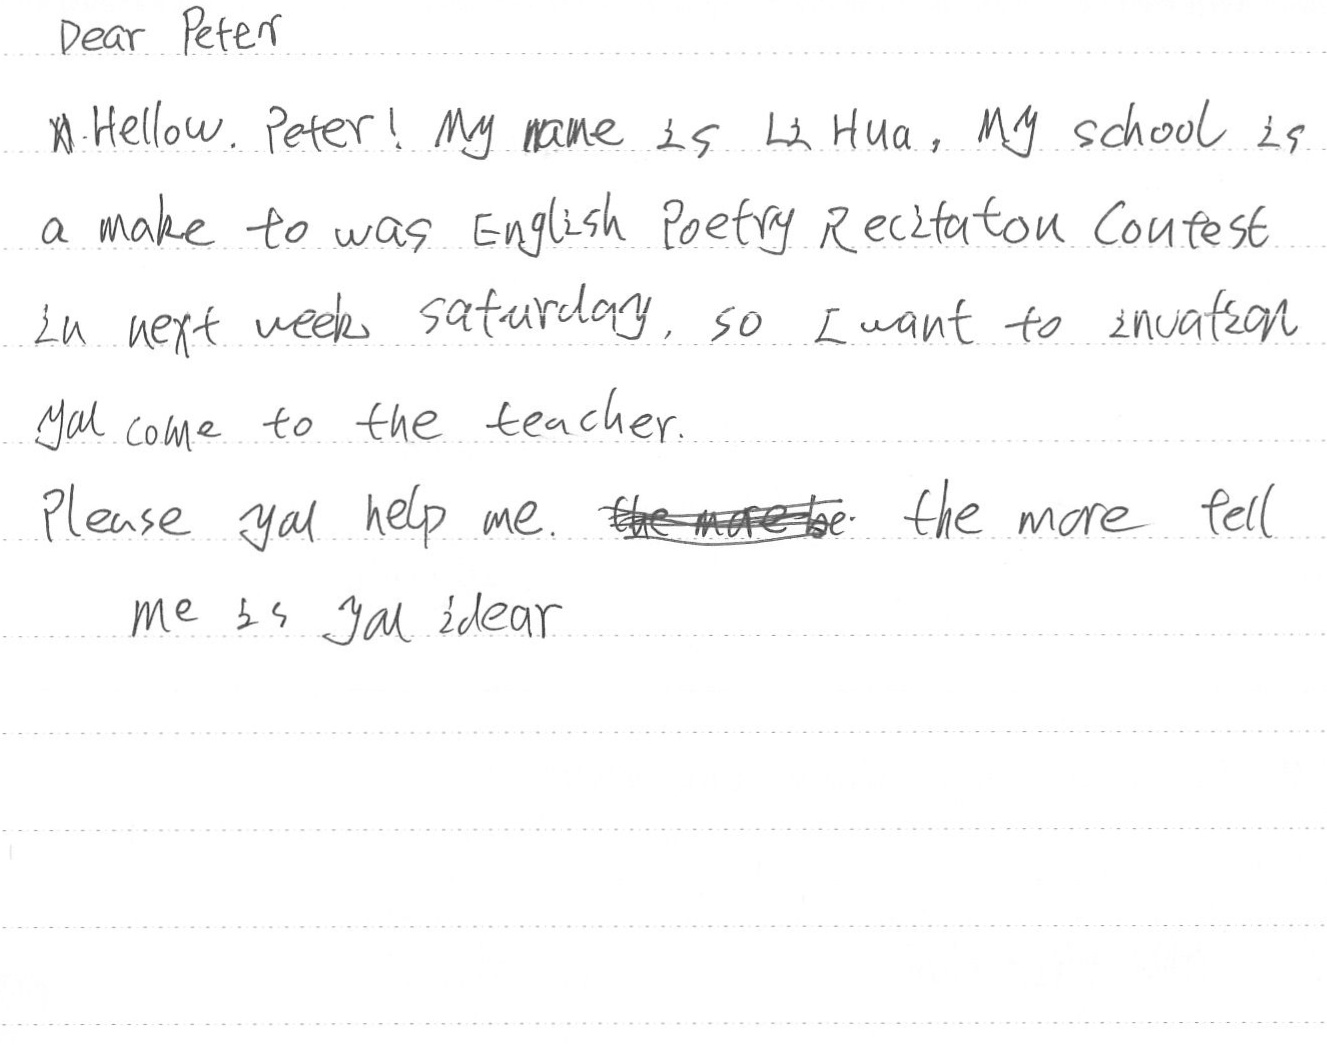 Dear Peter
Hellow. Peter! My name is Li Hua, My school is
a make to was English Poetry Recitaton Contest
in next week saturday, so I want to invation
yal come to the teacher.
Please yal help me. the more tell
me is yal idear